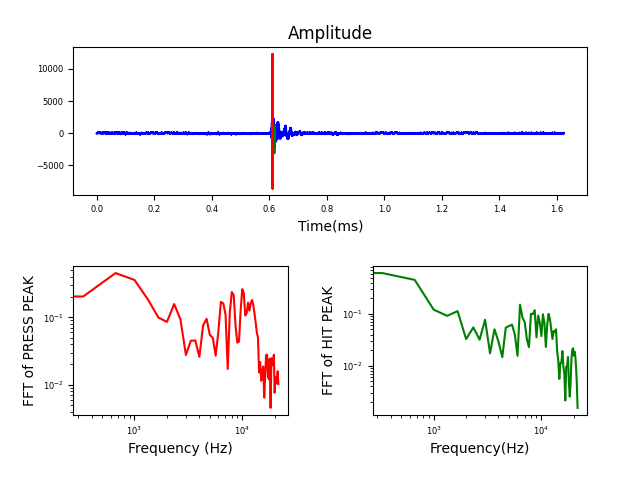 Amplitude
10000
5000
0
−5000
0.0 0.2 0.4 0.6 0.8 1.0 1.2 1.4 1.6
Time(ms)
FFT of PRESS PEAK
10⁻¹
10⁻²
10³ 10⁴
Frequency (Hz)
FFT of HIT PEAK
10⁻¹
10⁻²
10³ 10⁴
Frequency(Hz)